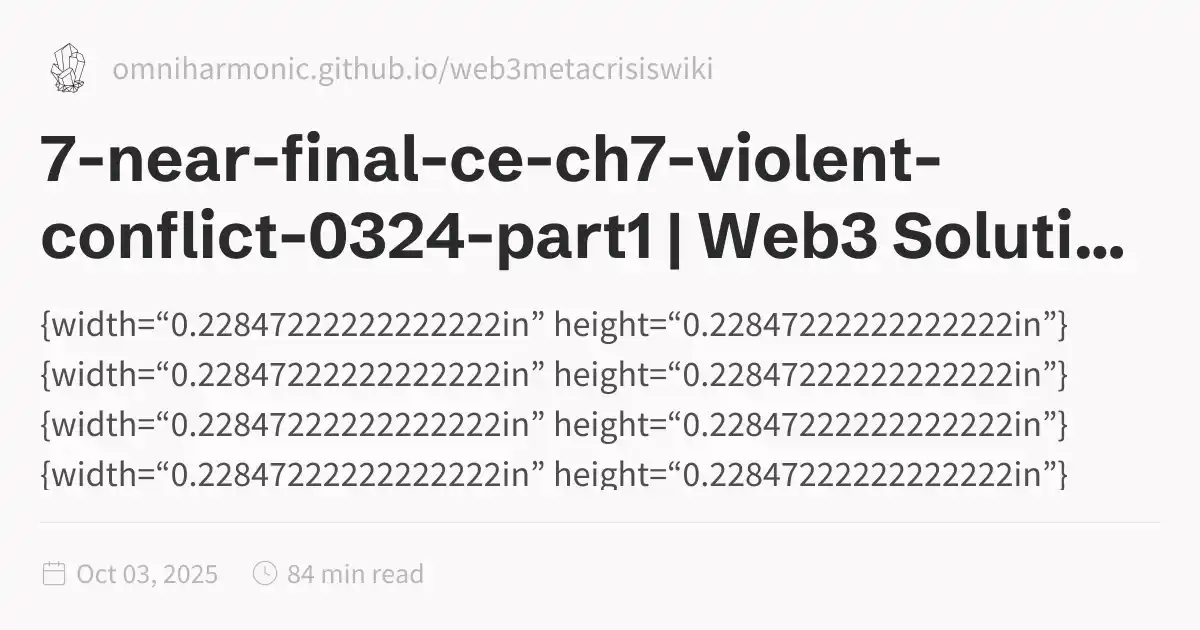 omniharmonic.github.io/web3metacrisiswiki
7-near-final-ce-ch7-violent-
conflict-0324-part1 | Web3 Soluti...
{width=“0.22847222222222222in” height=“0.22847222222222222in”}
{width=“0.22847222222222222in” height=“0.22847222222222222in”}
{width=“0.22847222222222222in” height=“0.22847222222222222in”}
{width=“0.22847222222222222in” height=“0.22847222222222222in”}
Oct 03, 2025 84 min read